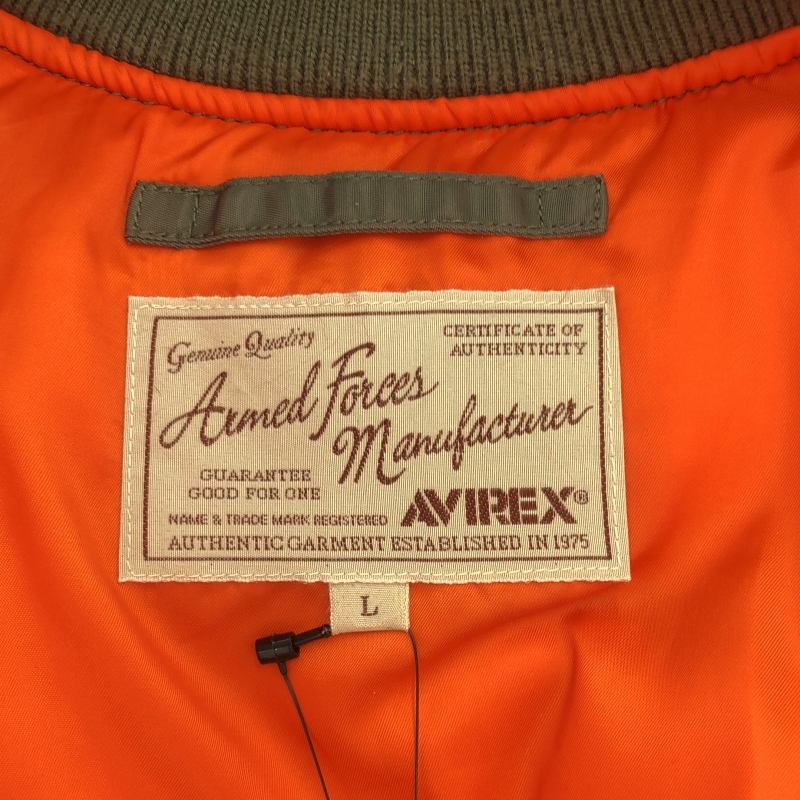 Genuine Quality
CERTIFICATE OF
AUTHENTICITY
Armed Forces
Manufacturer
GUARANTEE
GOOD FOR ONE
NAME & TRADE MARK REGISTERED
AVIREX®
AUTHENTIC GARMENT ESTABLISHED IN 1975
L